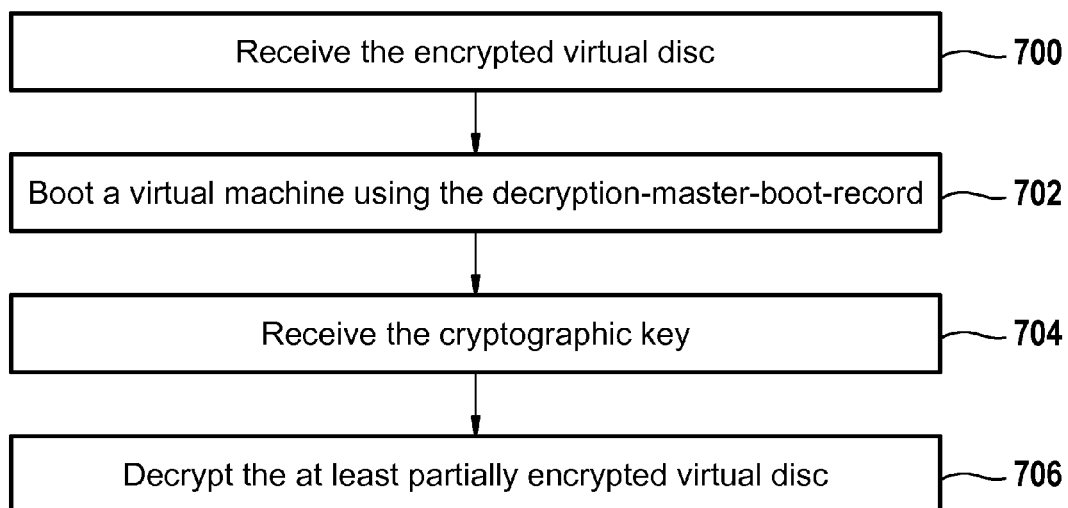 Receive the encrypted virtual disc 700
Boot a virtual machine using the decryption-master-boot-record 702
Receive the cryptographic key 704
Decrypt the at least partially encrypted virtual disc 706